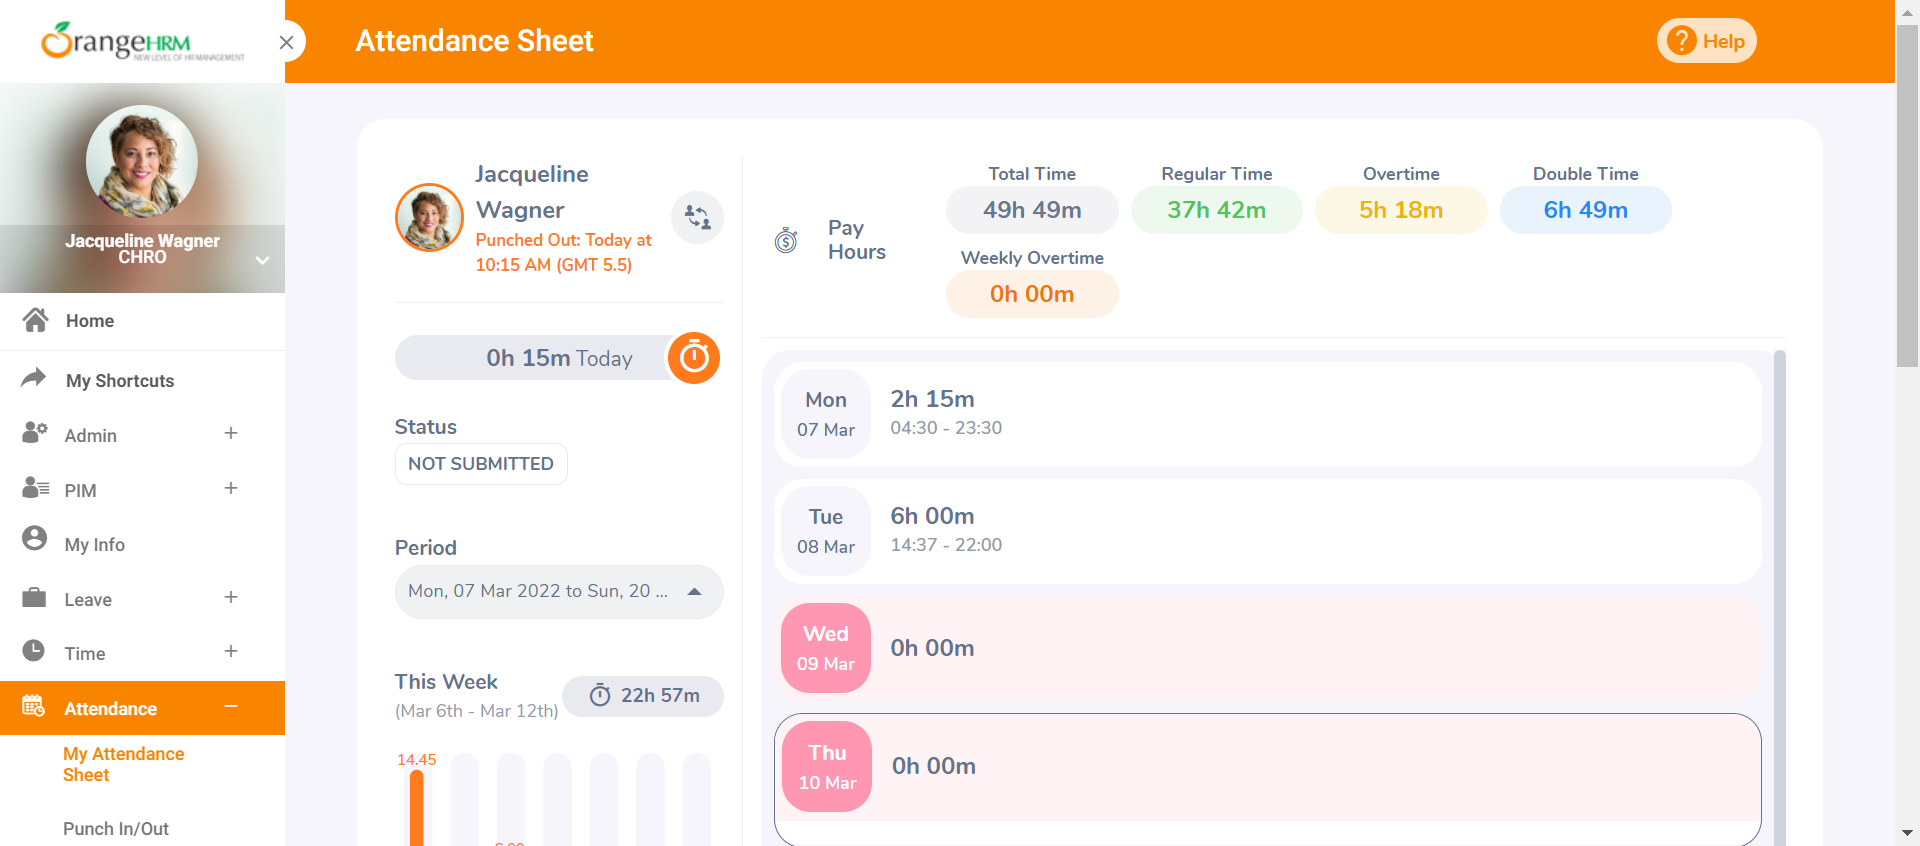 OrangeHRM
NEW LEVEL OF HR MANAGEMENT
Attendance Sheet
Help
Jacqueline Wagner
CHRO
Home
My Shortcuts
Admin
PIM
My Info
Leave
Time
Attendance
My Attendance
Sheet
Punch In/Out
Jacqueline
Wagner
Punched Out: Today at
10:15 AM (GMT 5.5)
0h 15m Today
Status
NOT SUBMITTED
Period
Mon, 07 Mar 2022 to Sun, 20 ...
This Week
(Mar 6th - Mar 12th)
22h 57m
14.45
Pay
Hours
Total Time
49h 49m
Regular Time
37h 42m
Overtime
5h 18m
Double Time
6h 49m
Weekly Overtime
0h 00m
Mon
07 Mar
2h 15m
04:30 - 23:30
Tue
08 Mar
6h 00m
14:37 - 22:00
Wed
09 Mar
0h 00m
Thu
10 Mar
0h 00m